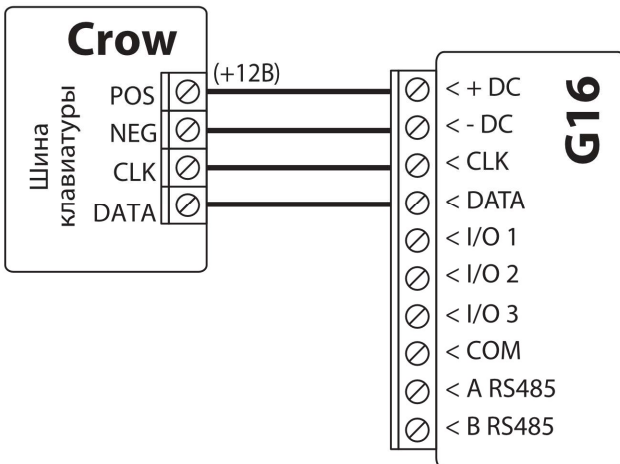 Crow
(+12В)
Шина
клавиатуры
POS
NEG
CLK
DATA
G16
< + DC
< - DC
< CLK
< DATA
< I/O 1
< I/O 2
< I/O 3
< COM
< A RS485
< B RS485